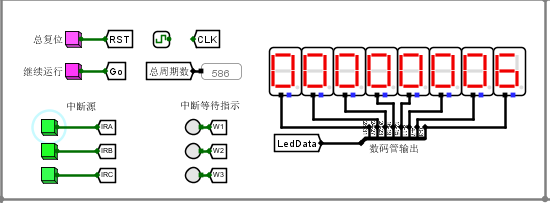 总复位 RST CLK
继续运行 Go 总周期数 586
00000006
中断源 中断等待指示
IRA W1
IRB W2
IRC W3
LedData 数码管输出